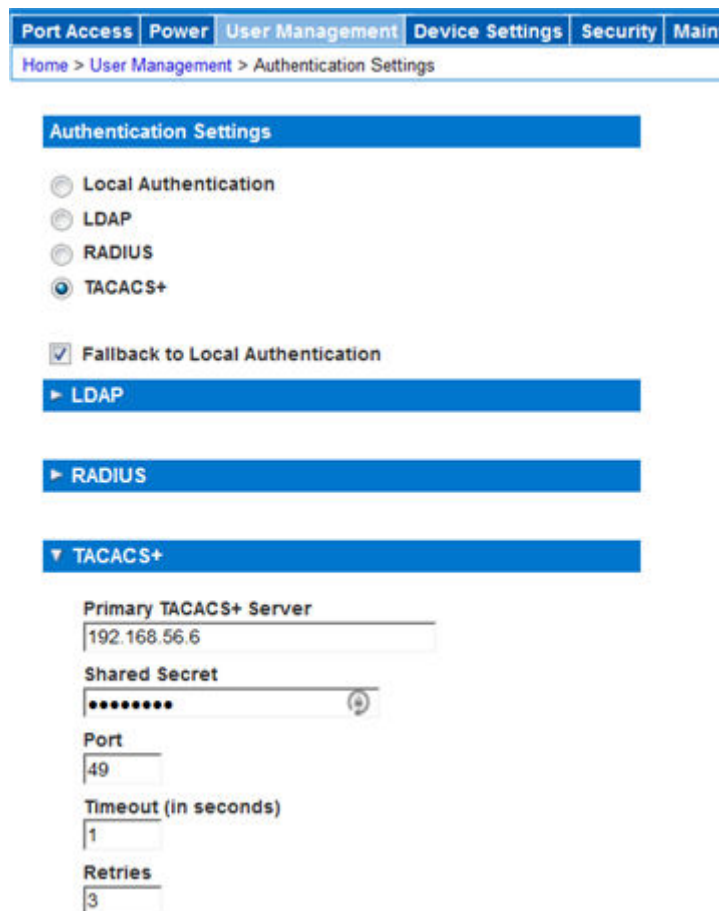 Port Access Power User Management Device Settings Security Main
Home > User Management > Authentication Settings
Authentication Settings
Local Authentication
LDAP
RADIUS
TACACS+
Fallback to Local Authentication
► LDAP
► RADIUS
▼ TACACS+
Primary TACACS+ Server
192.168.56.6
Shared Secret
••••••••
Port
49
Timeout (in seconds)
1
Retries
3